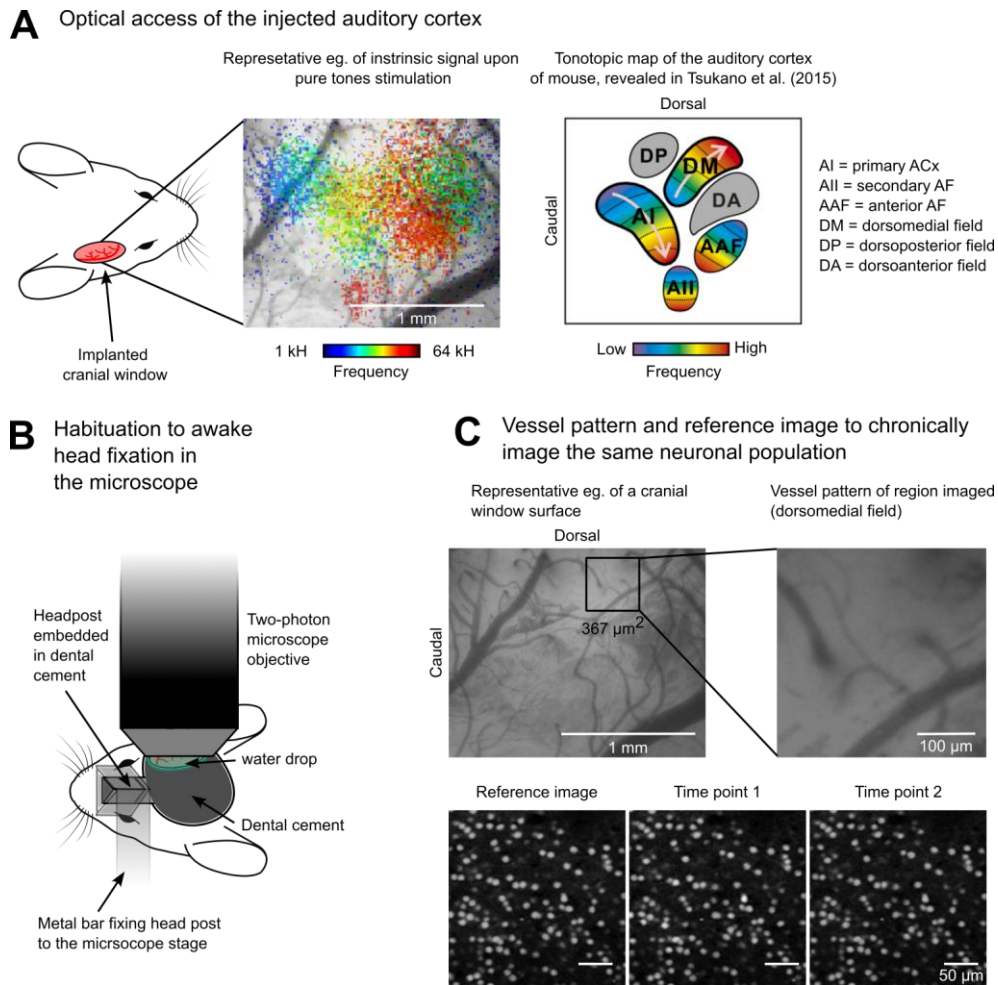 A Optical access of the injected auditory cortex
Represetative eg. of instrinsic signal upon
pure tones stimulation
1 mm
1 kH
64 kH
Frequency
Implanted
cranial window
Tonotopic map of the auditory cortex
of mouse, revealed in Tsukano et al. (2015)
Dorsal
Caudal
DP
DM
DA
AI
AAF
AII
Low
High
Frequency
AI = primary ACx
AII = secondary AF
AAF = anterior AF
DM = dorsomedial field
DP = dorsoposterior field
DA = dorsoanterior field
B Habituation to awake
head fixation in
the microscope
Headpost
embedded
in dental
cement
Two-photon
microscope
objective
water drop
Dental cement
Metal bar fixing head post
to the micrsocope stage
C Vessel pattern and reference image to chronically
image the same neuronal population
Representative eg. of a cranial
window surface
Dorsal
Caudal
367 µm2
1 mm
Vessel pattern of region imaged
(dorsomedial field)
100 µm
Reference image
Time point 1
Time point 2
50 µm